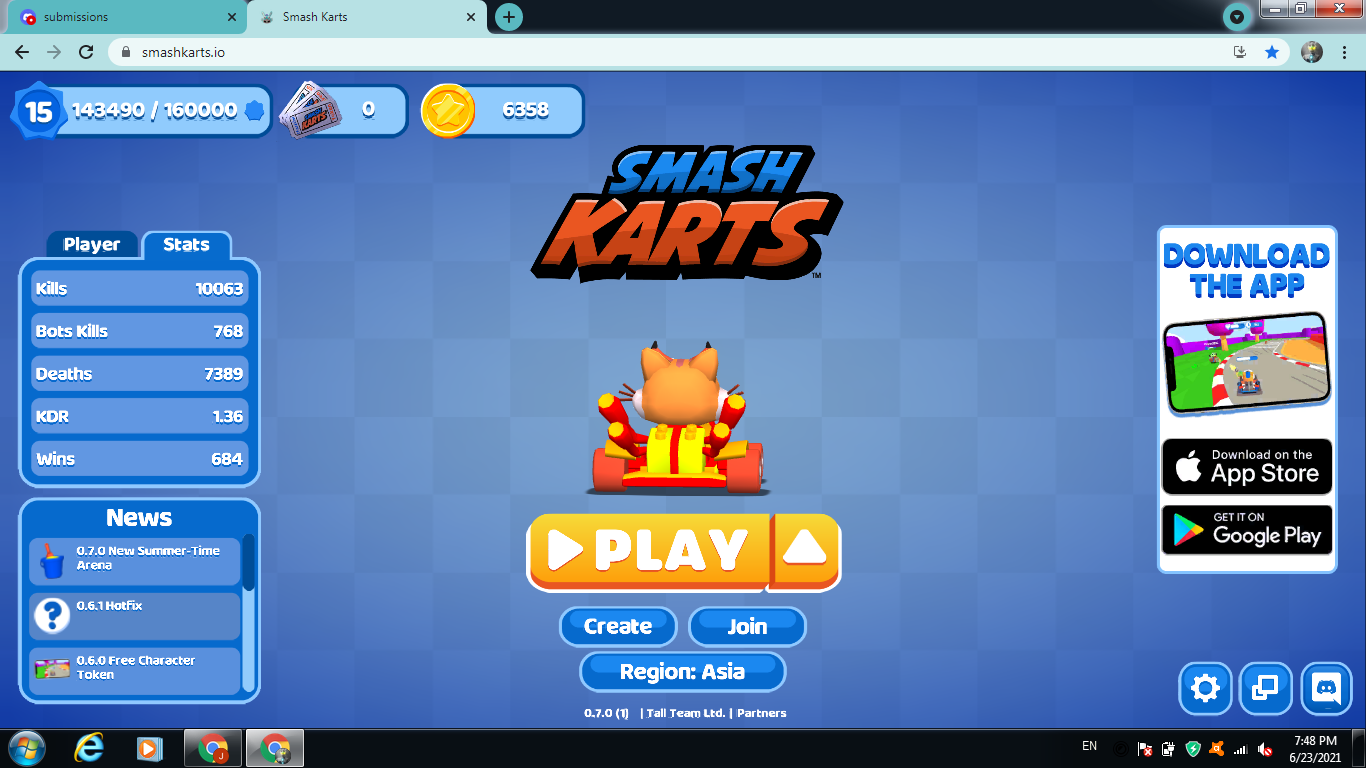 submissions
Smash Karts
smashkarts.io
15
143490 / 160000
0
6358
KARTS
SMASH
KARTS
TM
Player
Stats
Kills 10063
Bots Kills 768
Deaths 7389
KDR 1.36
Wins 684
News
0.7.0 New Summer-Time
Arena
0.6.1 Hotfix
0.6.0 Free Character
Token
DOWNLOAD
THE APP
Download on the
App Store
GET IT ON
Google Play
PLAY
Create
Join
Region: Asia
0.7.0 (1) | Tall Team Ltd. | Partners
J
EN
7:48 PM
6/23/2021